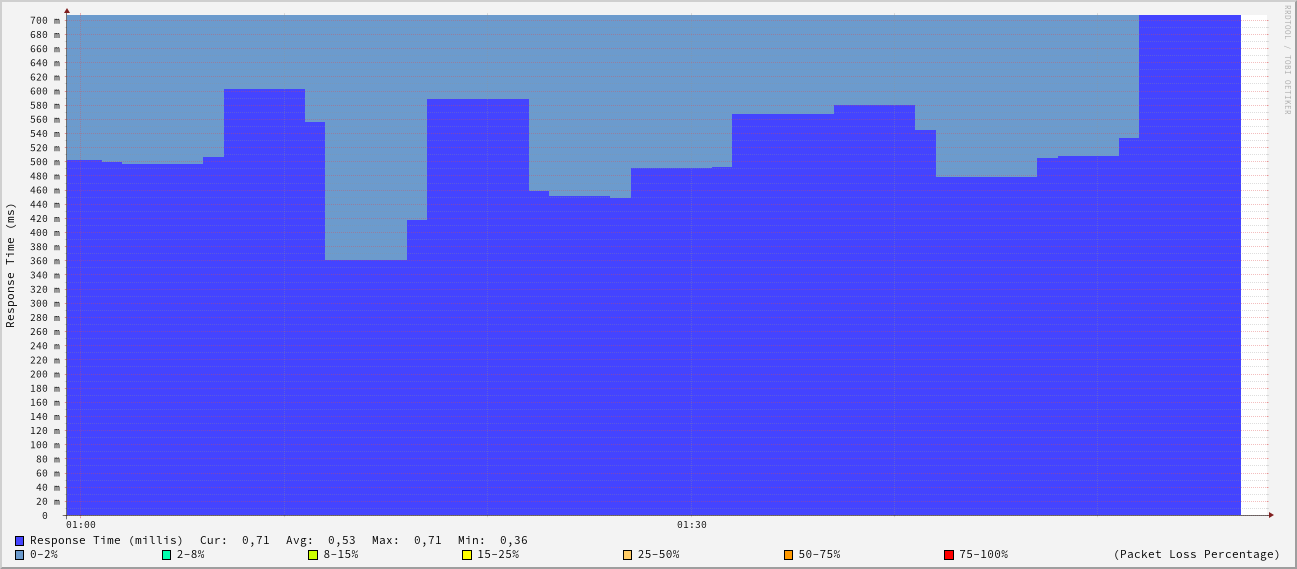 RRDTOOL / TOBI OETIKER
Response Time (ms)
700 m
680 m
660 m
640 m
620 m
600 m
580 m
560 m
540 m
520 m
500 m
480 m
460 m
440 m
420 m
400 m
380 m
360 m
340 m
320 m
300 m
280 m
260 m
240 m
220 m
200 m
180 m
160 m
140 m
120 m
100 m
80 m
60 m
40 m
20 m
0
01:00 01:30
Response Time (millis) Cur: 0,71 Avg: 0,53 Max: 0,71 Min: 0,36
0-2% 2-8% 8-15% 15-25% 25-50% 50-75% 75-100% (Packet Loss Percentage)